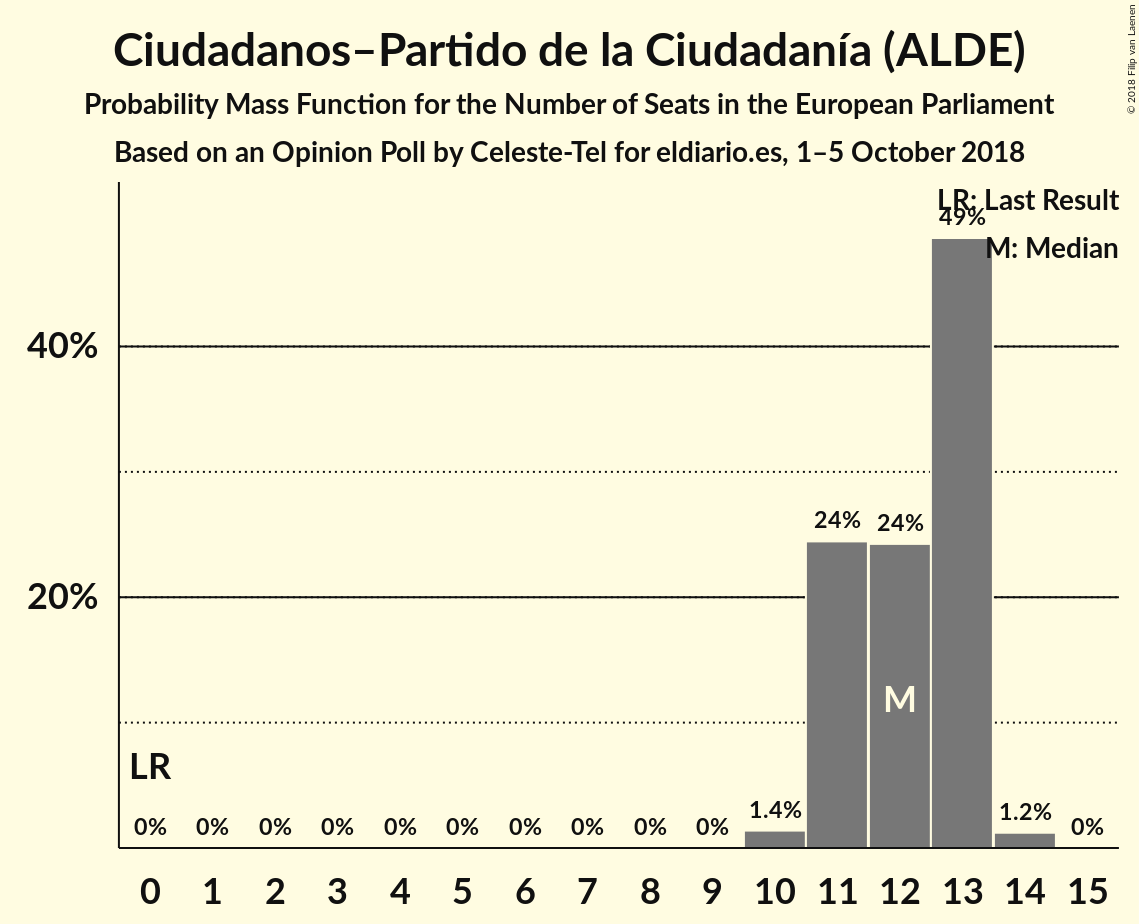 Ciudadanos–Partido de la Ciudadanía (ALDE)
Probability Mass Function for the Number of Seats in the European Parliament
Based on an Opinion Poll by Celeste-Tel for eldiario.es, 1–5 October 2018
© 2018 Filip van Laenen
LR: Last Result
49%
M: Median
40%
24% 24%
20%
M
LR
0% 0% 0% 0% 0% 0% 0% 0% 0% 0% 1.4% 1.2% 0%
0 1 2 3 4 5 6 7 8 9 10 11 12 13 14 15